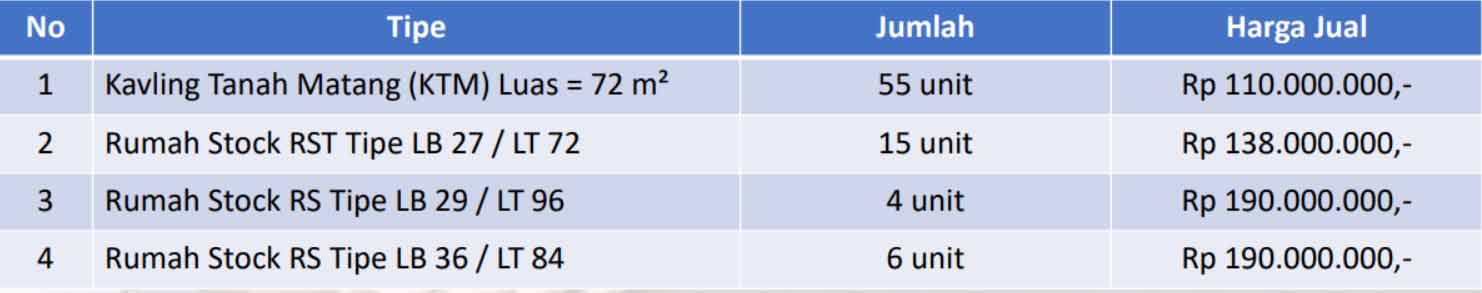 No Tipe Jumlah Harga Jual
1 Kavling Tanah Matang (KTM) Luas = 72 m² 55 unit Rp 110.000.000,-
2 Rumah Stock RST Tipe LB 27 / LT 72 15 unit Rp 138.000.000,-
3 Rumah Stock RS Tipe LB 29 / LT 96 4 unit Rp 190.000.000,-
4 Rumah Stock RS Tipe LB 36 / LT 84 6 unit Rp 190.000.000,-